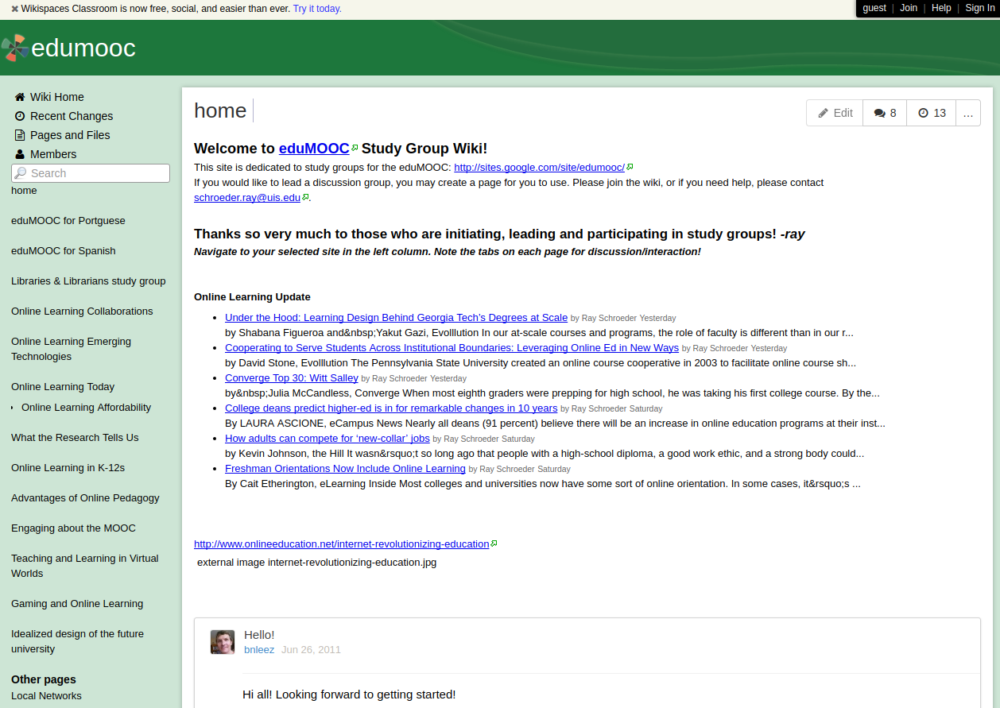 ✖ Wikispaces Classroom is now free, social, and easier than ever. Try it today.
guest | Join | Help | Sign In
edumooc
Wiki Home
Recent Changes
Pages and Files
Members
Search
home
eduMOOC for Portguese
eduMOOC for Spanish
Libraries & Librarians study group
Online Learning Collaborations
Online Learning Emerging
Technologies
Online Learning Today
Online Learning Affordability
What the Research Tells Us
Online Learning in K-12s
Advantages of Online Pedagogy
Engaging about the MOOC
Teaching and Learning in Virtual
Worlds
Gaming and Online Learning
Idealized design of the future
university
Other pages
Local Networks
home
Edit 8 13 ...
Welcome to eduMOOC Study Group Wiki!
This site is dedicated to study groups for the eduMOOC: http://sites.google.com/site/edumooc/
If you would like to lead a discussion group, you may create a page for you to use. Please join the wiki, or if you need help, please contact
schroeder.ray@uis.edu.
Thanks so very much to those who are initiating, leading and participating in study groups! -ray
Navigate to your selected site in the left column. Note the tabs on each page for discussion/interaction!
Online Learning Update
• Under the Hood: Learning Design Behind Georgia Tech’s Degrees at Scale by Ray Schroeder Yesterday
by Shabana Figueroa and&nbsp;Yakut Gazi, Evolllution In our at-scale courses and programs, the role of faculty is different than in our r...
• Cooperating to Serve Students Across Institutional Boundaries: Leveraging Online Ed in New Ways by Ray Schroeder Yesterday
by David Stone, Evolllution The Pennsylvania State University created an online course cooperative in 2003 to facilitate online course sh...
• Converge Top 30: Witt Salley by Ray Schroeder Yesterday
by&nbsp;Julia McCandless, Converge When most eighth graders were prepping for high school, he was taking his first college course. By the...
• College deans predict higher-ed is in for remarkable changes in 10 years by Ray Schroeder Saturday
By LAURA ASCIONE, eCampus News Nearly all deans (91 percent) believe there will be an increase in online education programs at their inst...
• How adults can compete for ‘new-collar’ jobs by Ray Schroeder Saturday
by Kevin Johnson, the Hill It wasn&rsquo;t so long ago that people with a high-school diploma, a good work ethic, and a strong body could...
• Freshman Orientations Now Include Online Learning by Ray Schroeder Saturday
By Cait Etherington, eLearning Inside Most colleges and universities now have some sort of online orientation. In some cases, it&rsquo;s ...
http://www.onlineeducation.net/internet-revolutionizing-education
external image internet-revolutionizing-education.jpg
Hello!
bnleez Jun 26, 2011
Hi all! Looking forward to getting started!